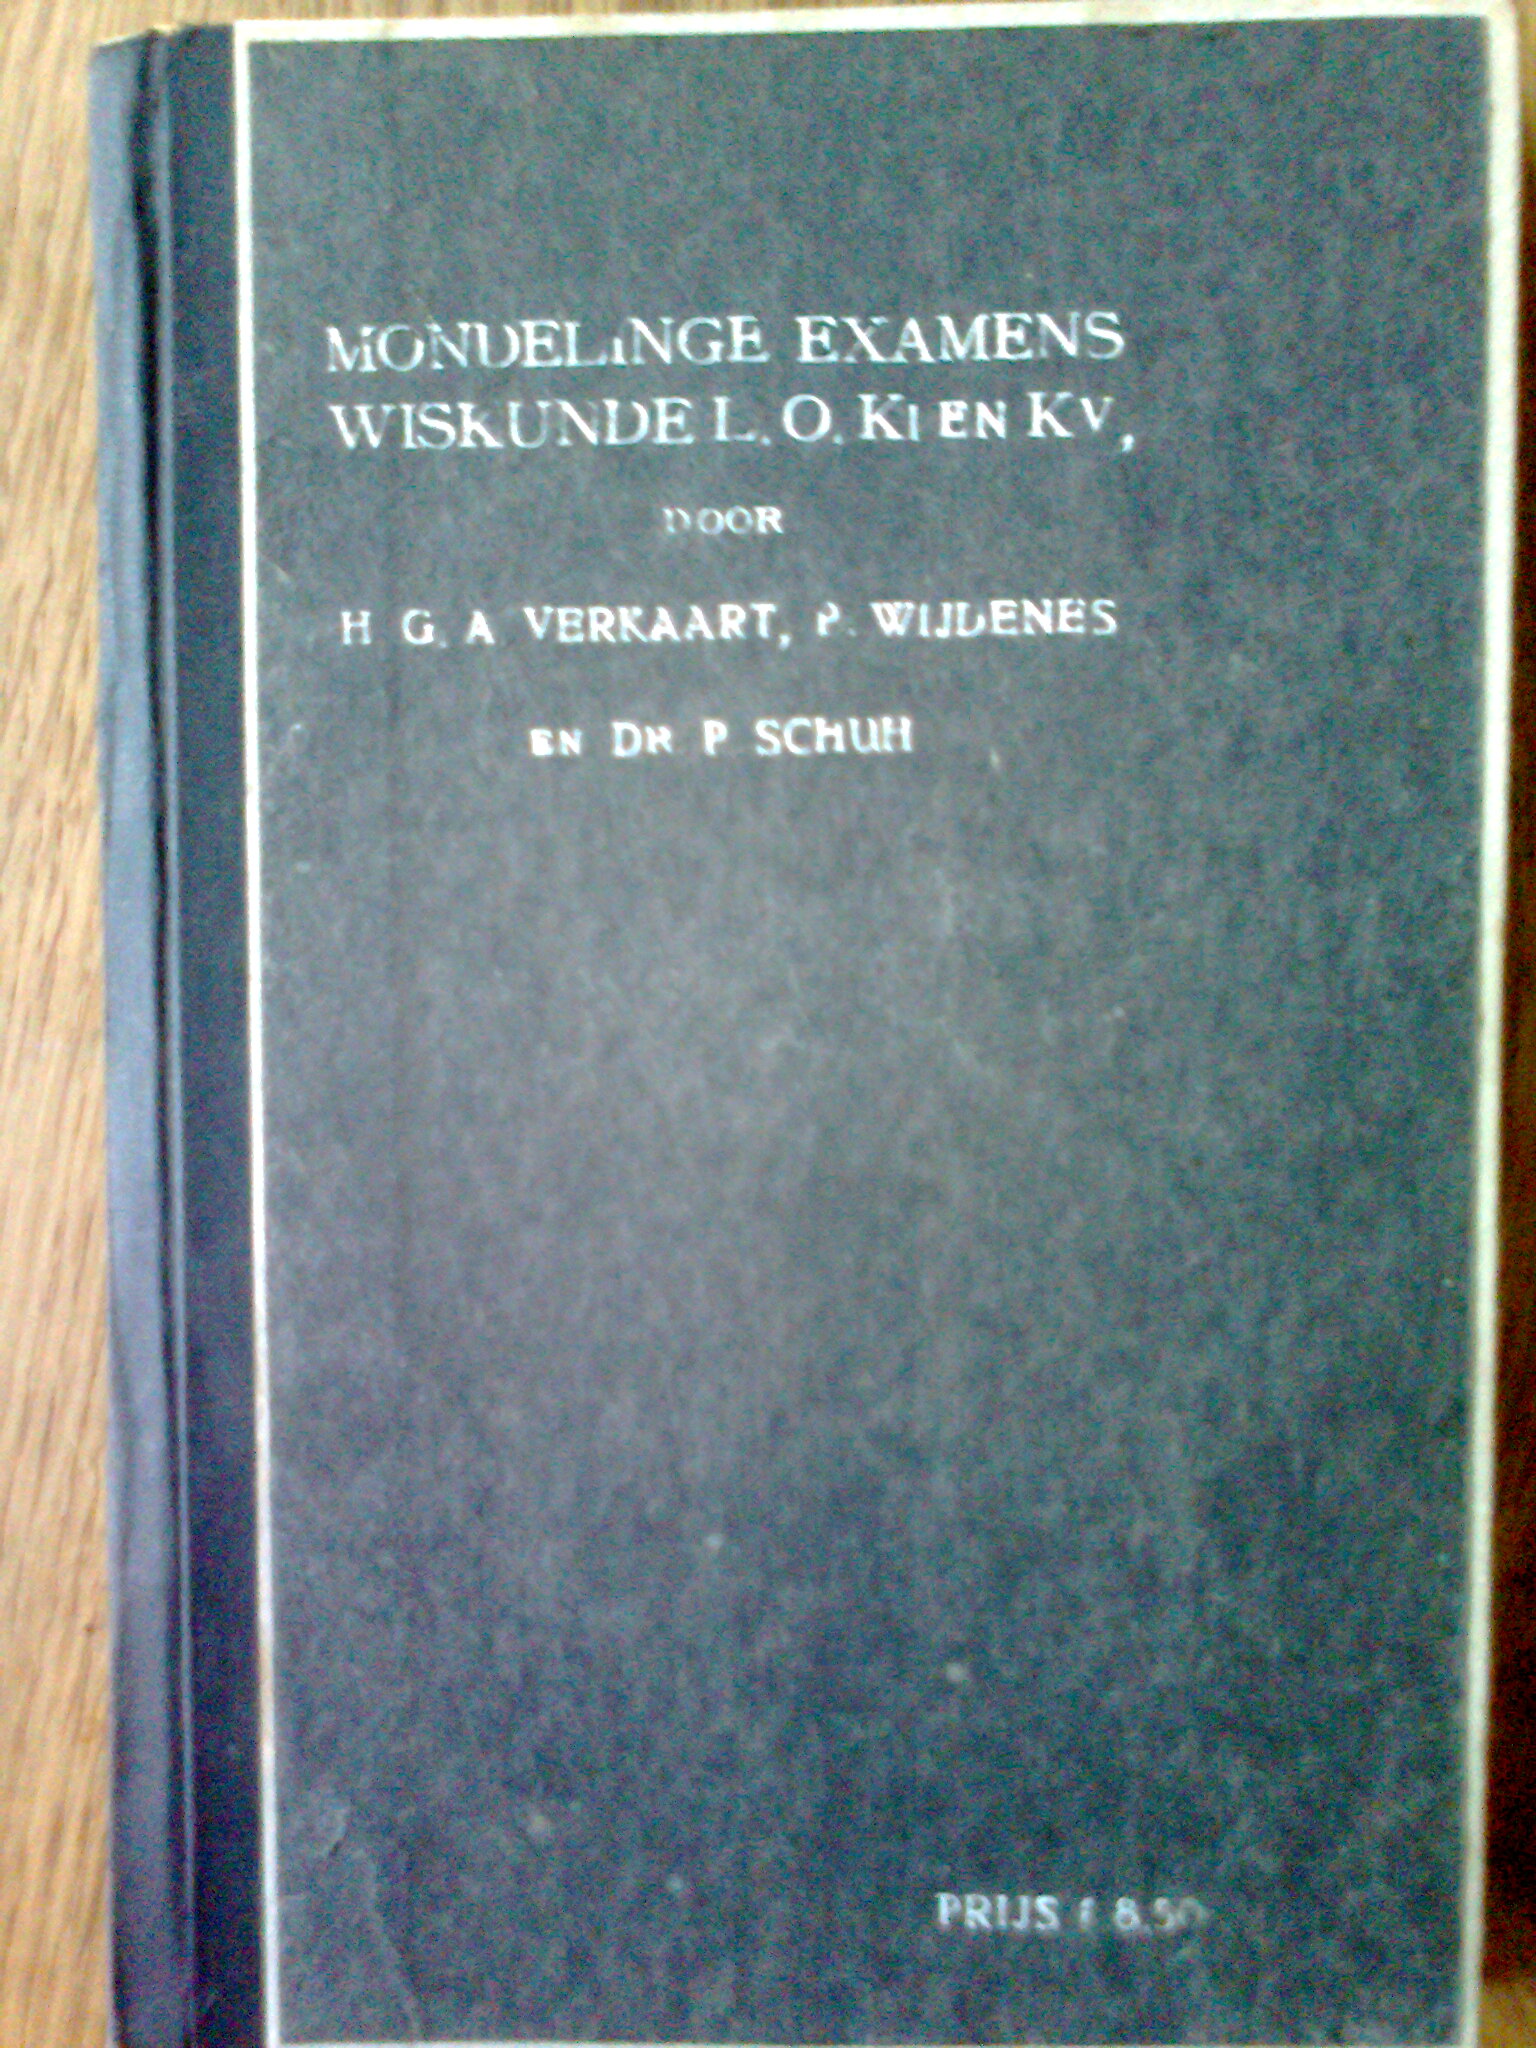 MONDELINGE EXAMENS
WISKUNDE L. O. KI EN KV,
DOOR
H. G. A. VERKAART, P. WIJDENES
EN DR P. SCHUH
PRIJS f 8.50